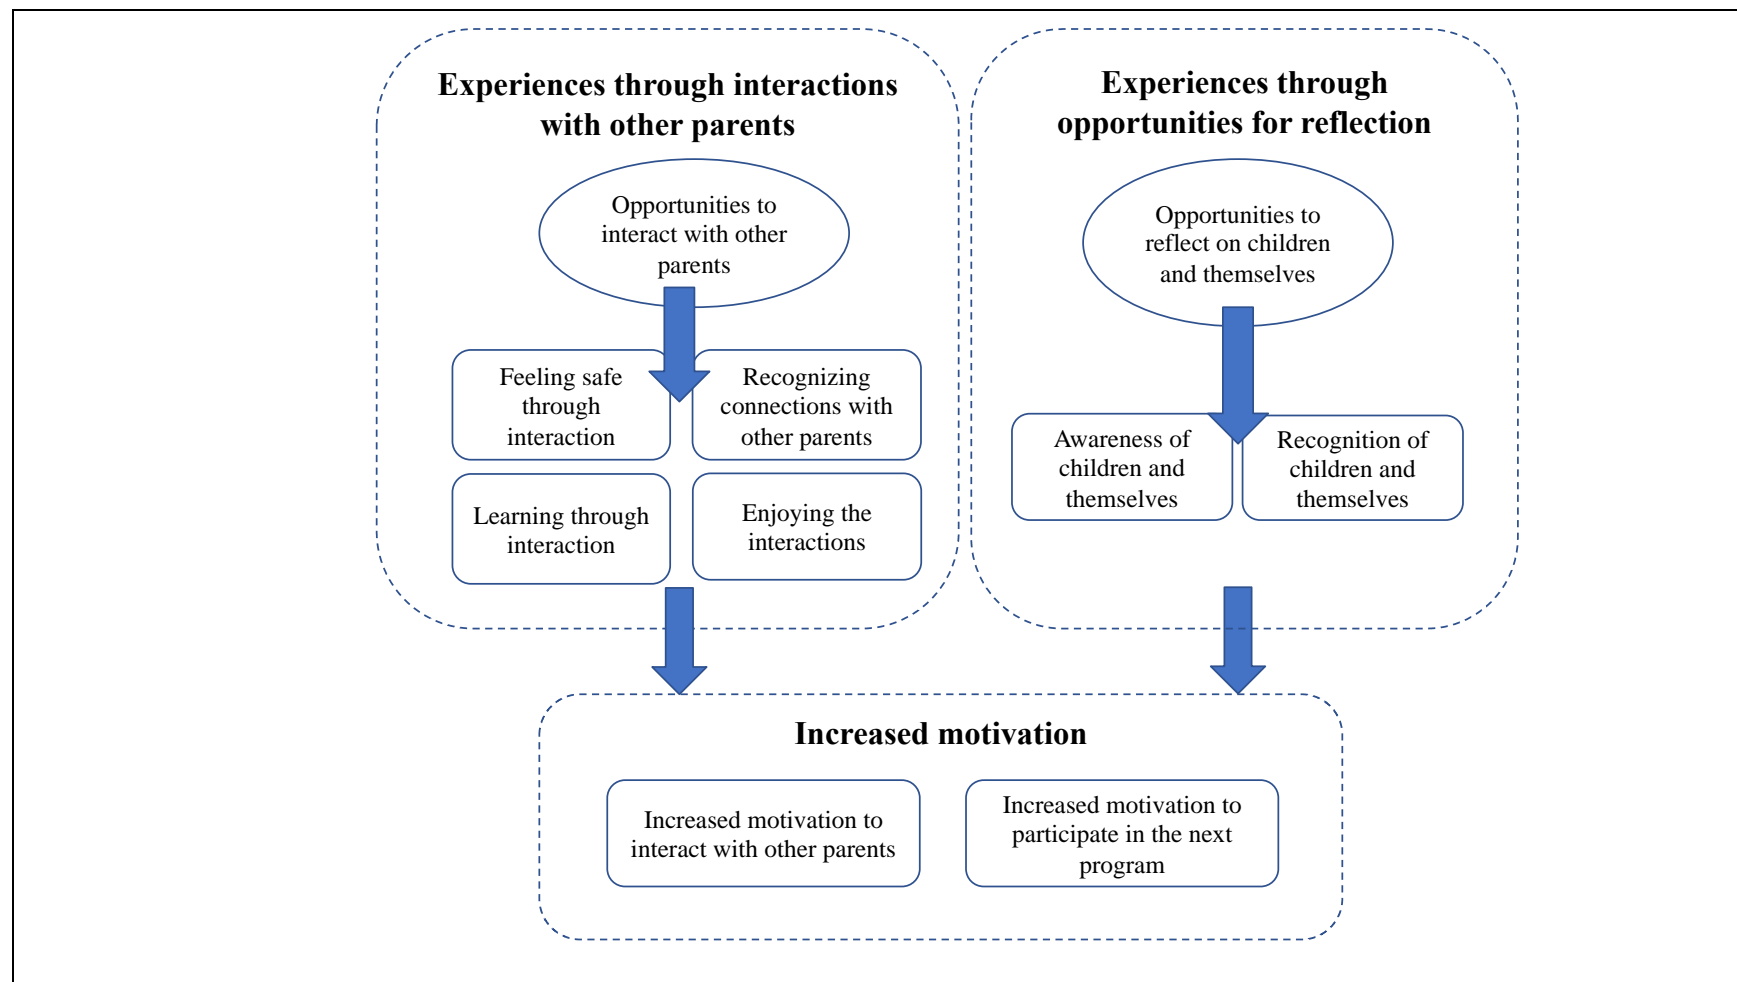 Experiences through interactions
with other parents
Opportunities to
interact with other
parents
Feeling safe
through
interaction
Recognizing
connections with
other parents
Learning through
interaction
Enjoying the
interactions
Experiences through
opportunities for reflection
Opportunities to
reflect on children
and themselves
Awareness of
children and
themselves
Recognition of
children and
themselves
Increased motivation
Increased motivation to
interact with other parents
Increased motivation to
participate in the next
program